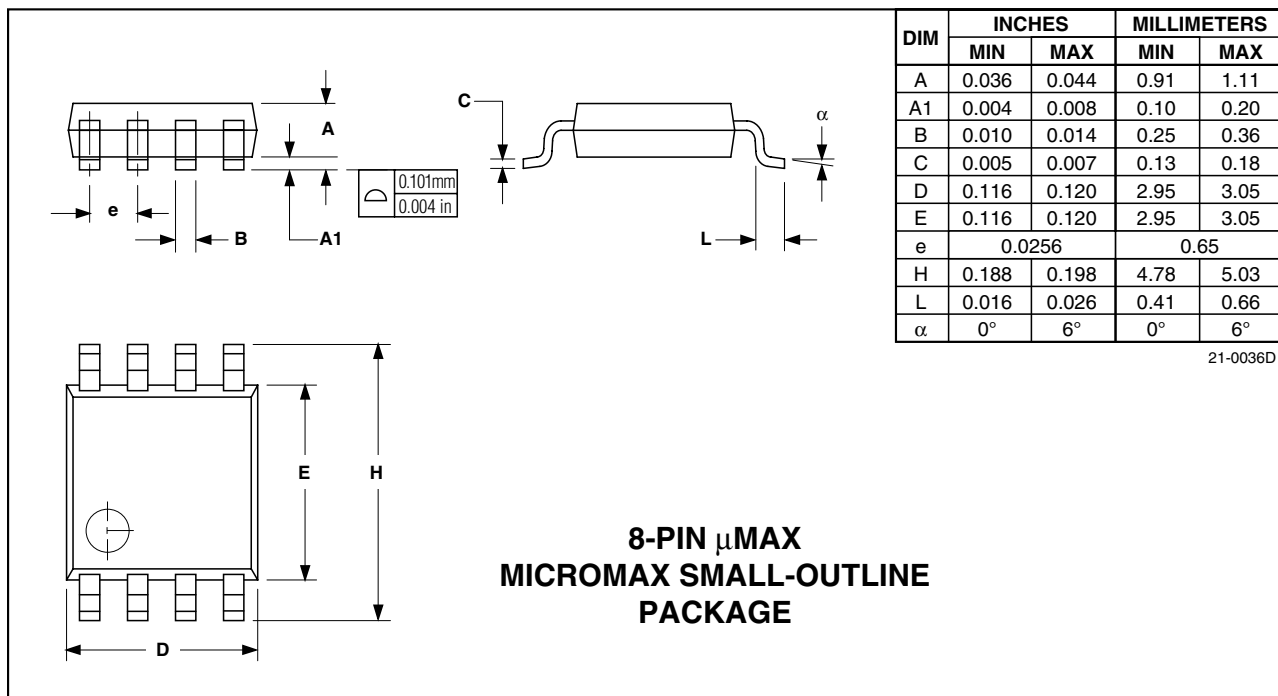 DIM INCHES MILLIMETERS
MIN MAX MIN MAX
A 0.036 0.044 0.91 1.11
A1 0.004 0.008 0.10 0.20
B 0.010 0.014 0.25 0.36
C 0.005 0.007 0.13 0.18
D 0.116 0.120 2.95 3.05
E 0.116 0.120 2.95 3.05
e 0.0256 0.65
H 0.188 0.198 4.78 5.03
L 0.016 0.026 0.41 0.66
α 0° 6° 0° 6°
21-0036D
A
C
α
0.101mm
0.004 in
e
B
A1
L
E
H
D
8-PIN μMAX
MICROMAX SMALL-OUTLINE
PACKAGE